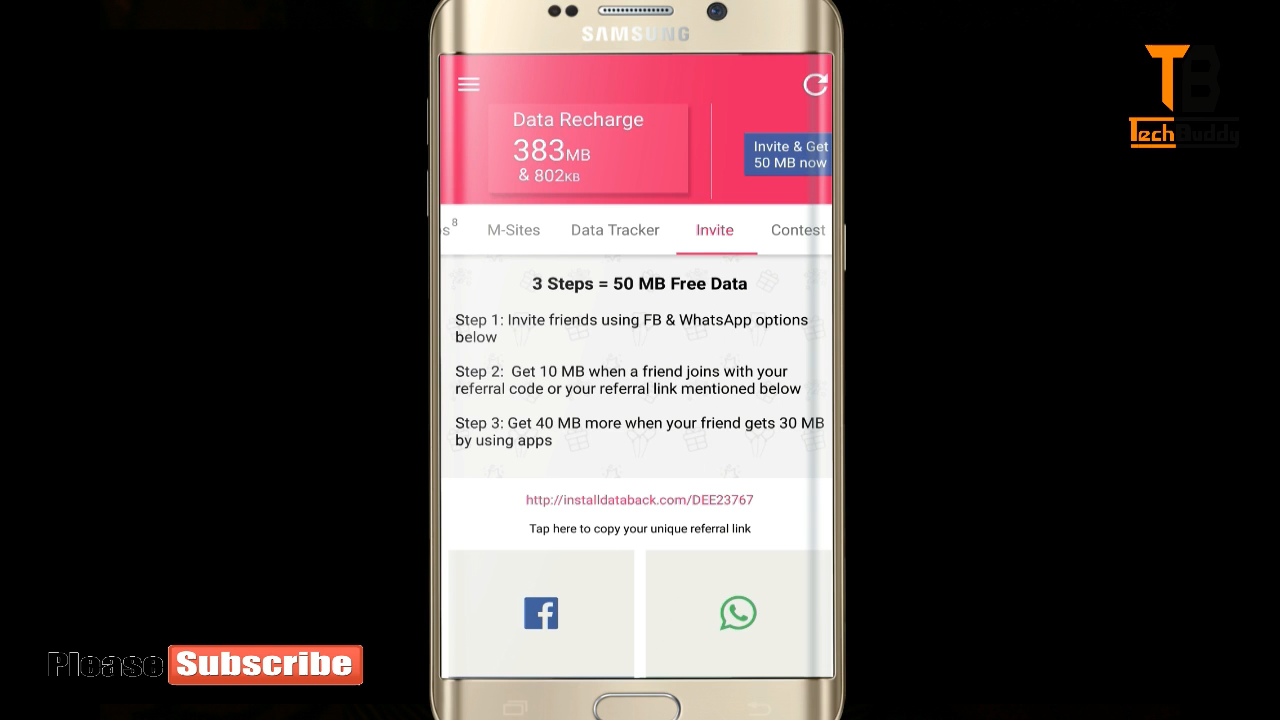 SAMSUNG
TB
TechBuddy
Data Recharge
383MB
& 802KB
Invite & Get
50 MB now
s8
M-Sites
Data Tracker
Invite
Contest
3 Steps = 50 MB Free Data
Step 1: Invite friends using FB & WhatsApp options
below
Step 2: Get 10 MB when a friend joins with your
referral code or your referral link mentioned below
Step 3: Get 40 MB more when your friend gets 30 MB
by using apps
http://installdataback.com/DEE23767
Tap here to copy your unique referral link
Please Subscribe